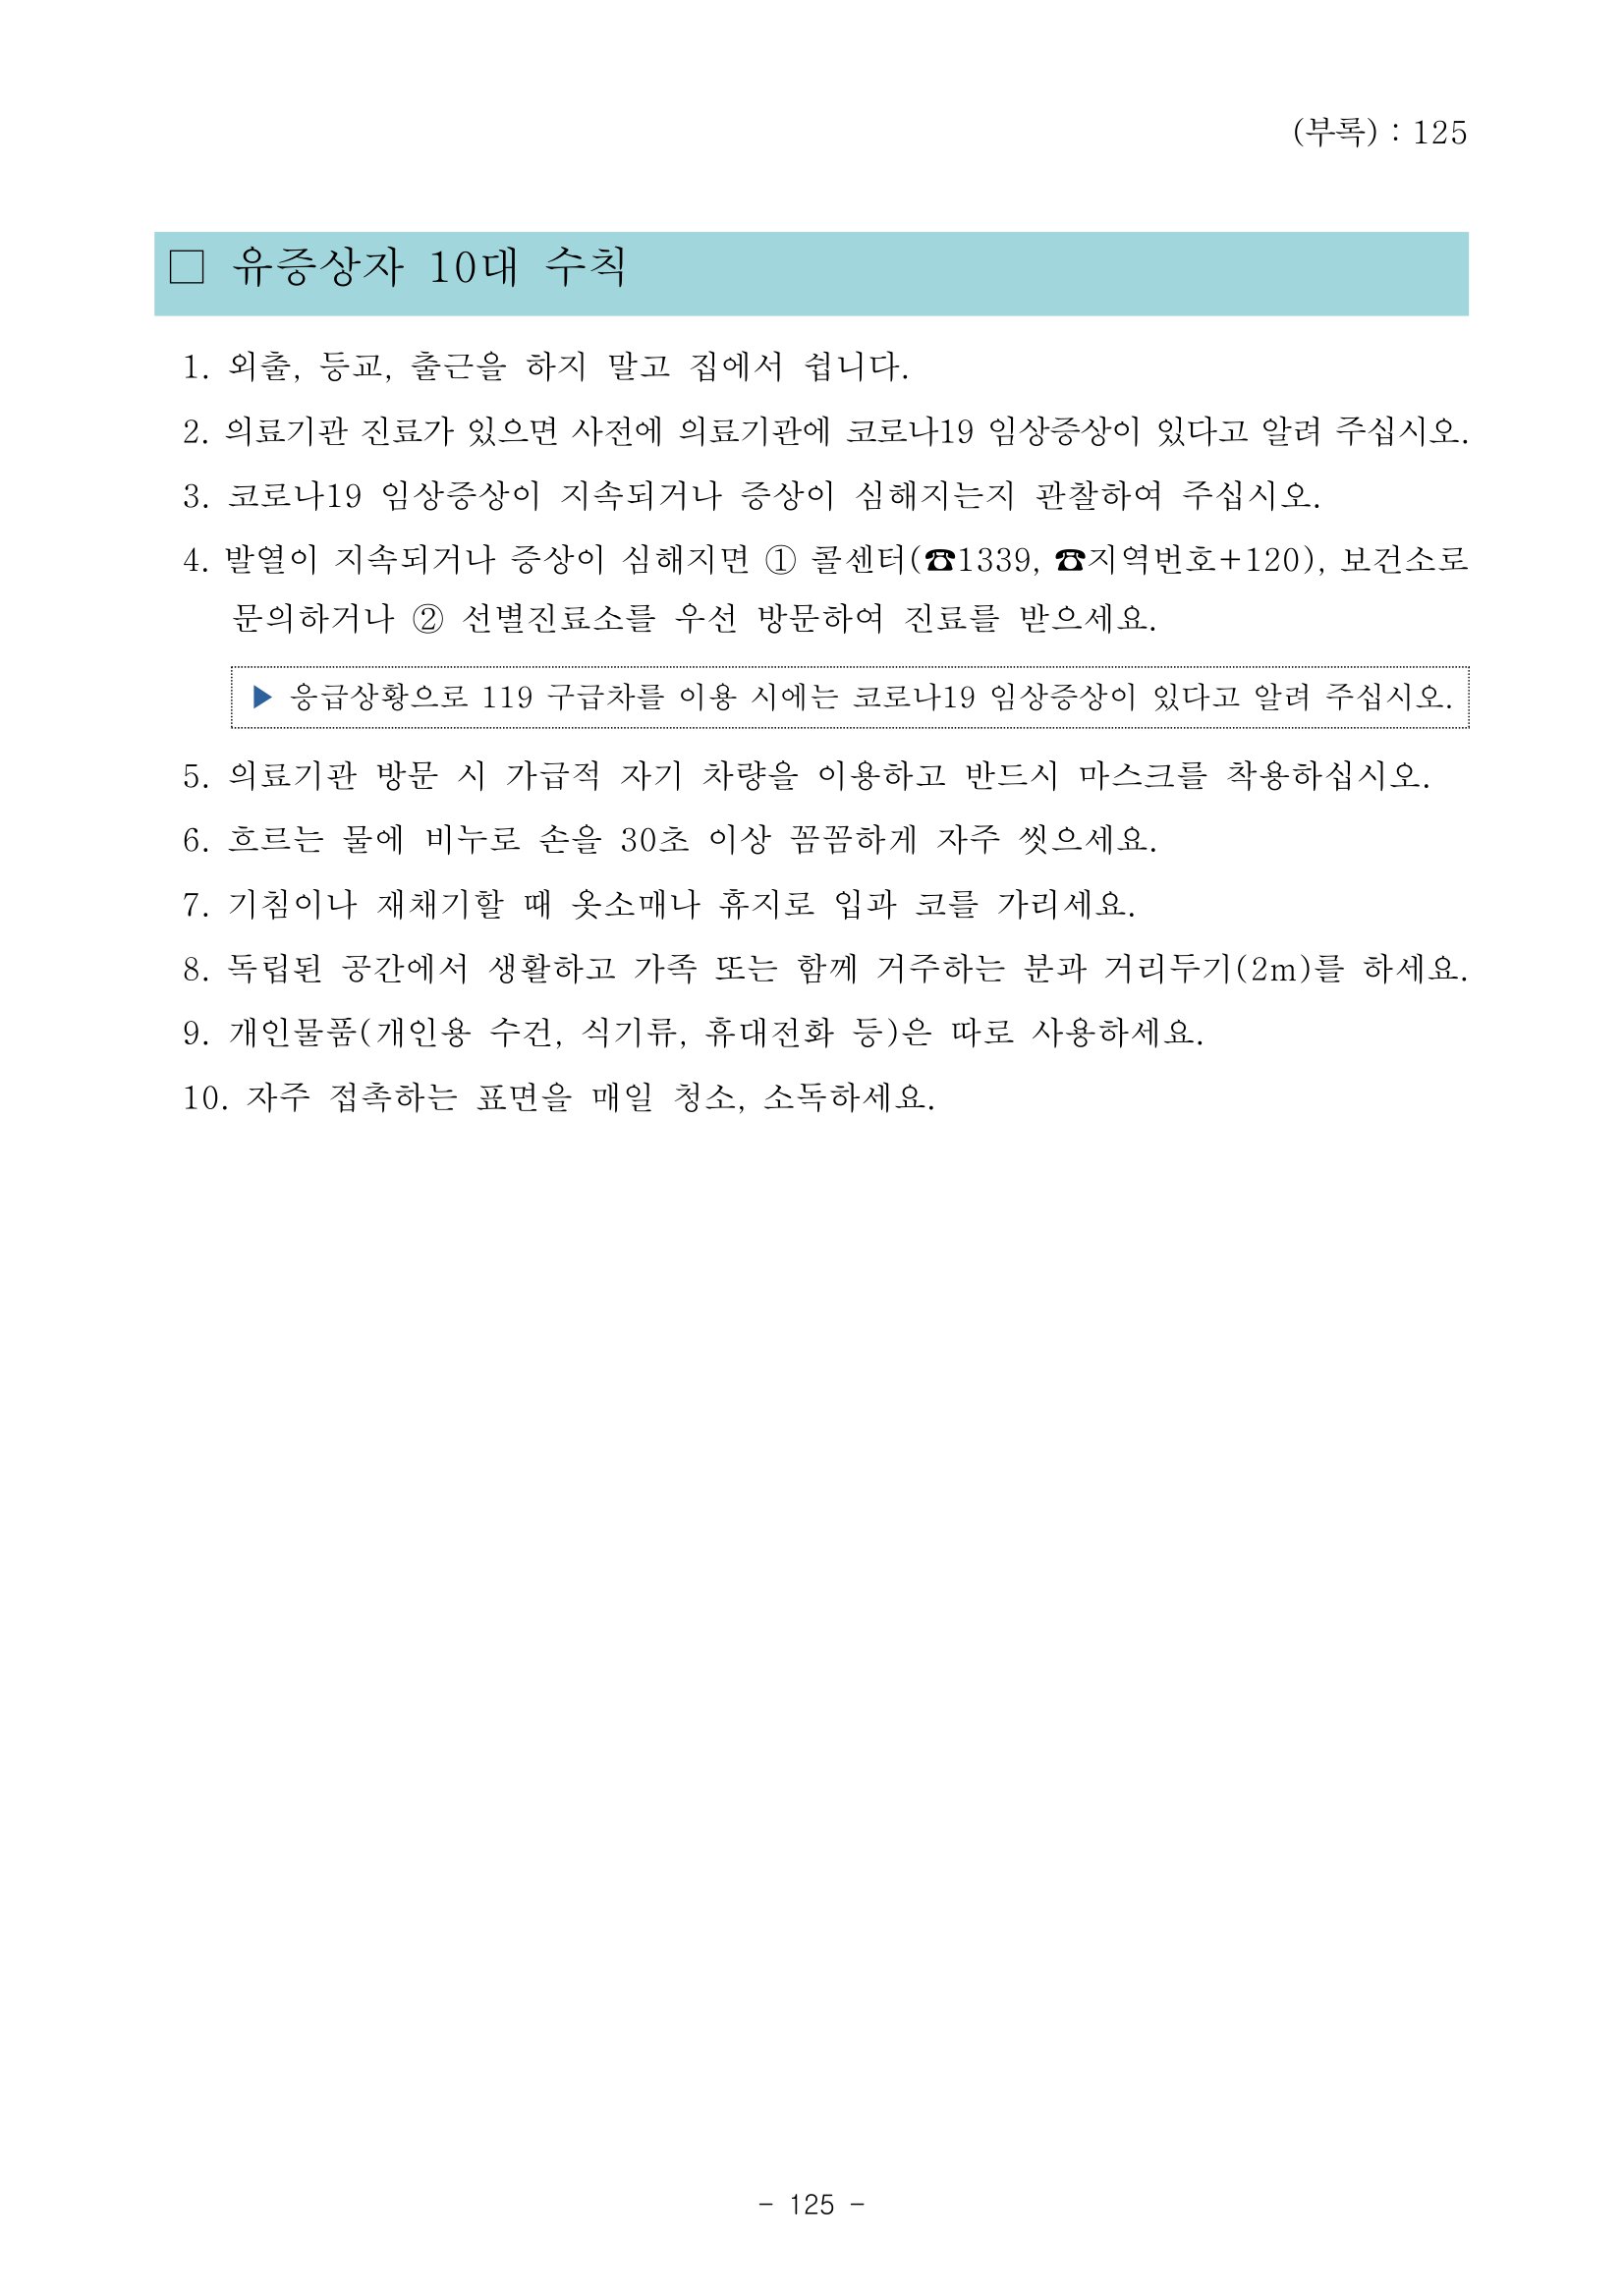 (부록) : 125
□ 유증상자 10대 수칙
1. 외출, 등교, 출근을 하지 말고 집에서 쉽니다.
2. 의료기관 진료가 있으면 사전에 의료기관에 코로나19 임상증상이 있다고 알려 주십시오.
3. 코로나19 임상증상이 지속되거나 증상이 심해지는지 관찰하여 주십시오.
4. 발열이 지속되거나 증상이 심해지면 ① 콜센터(☎1339, ☎지역번호+120), 보건소로
문의하거나 ② 선별진료소를 우선 방문하여 진료를 받으세요.
▶ 응급상황으로 119 구급차를 이용 시에는 코로나19 임상증상이 있다고 알려 주십시오.
5. 의료기관 방문 시 가급적 자기 차량을 이용하고 반드시 마스크를 착용하십시오.
6. 흐르는 물에 비누로 손을 30초 이상 꼼꼼하게 자주 씻으세요.
7. 기침이나 재채기할 때 옷소매나 휴지로 입과 코를 가리세요.
8. 독립된 공간에서 생활하고 가족 또는 함께 거주하는 분과 거리두기(2m)를 하세요.
9. 개인물품(개인용 수건, 식기류, 휴대전화 등)은 따로 사용하세요.
10. 자주 접촉하는 표면을 매일 청소, 소독하세요.
- 125 -